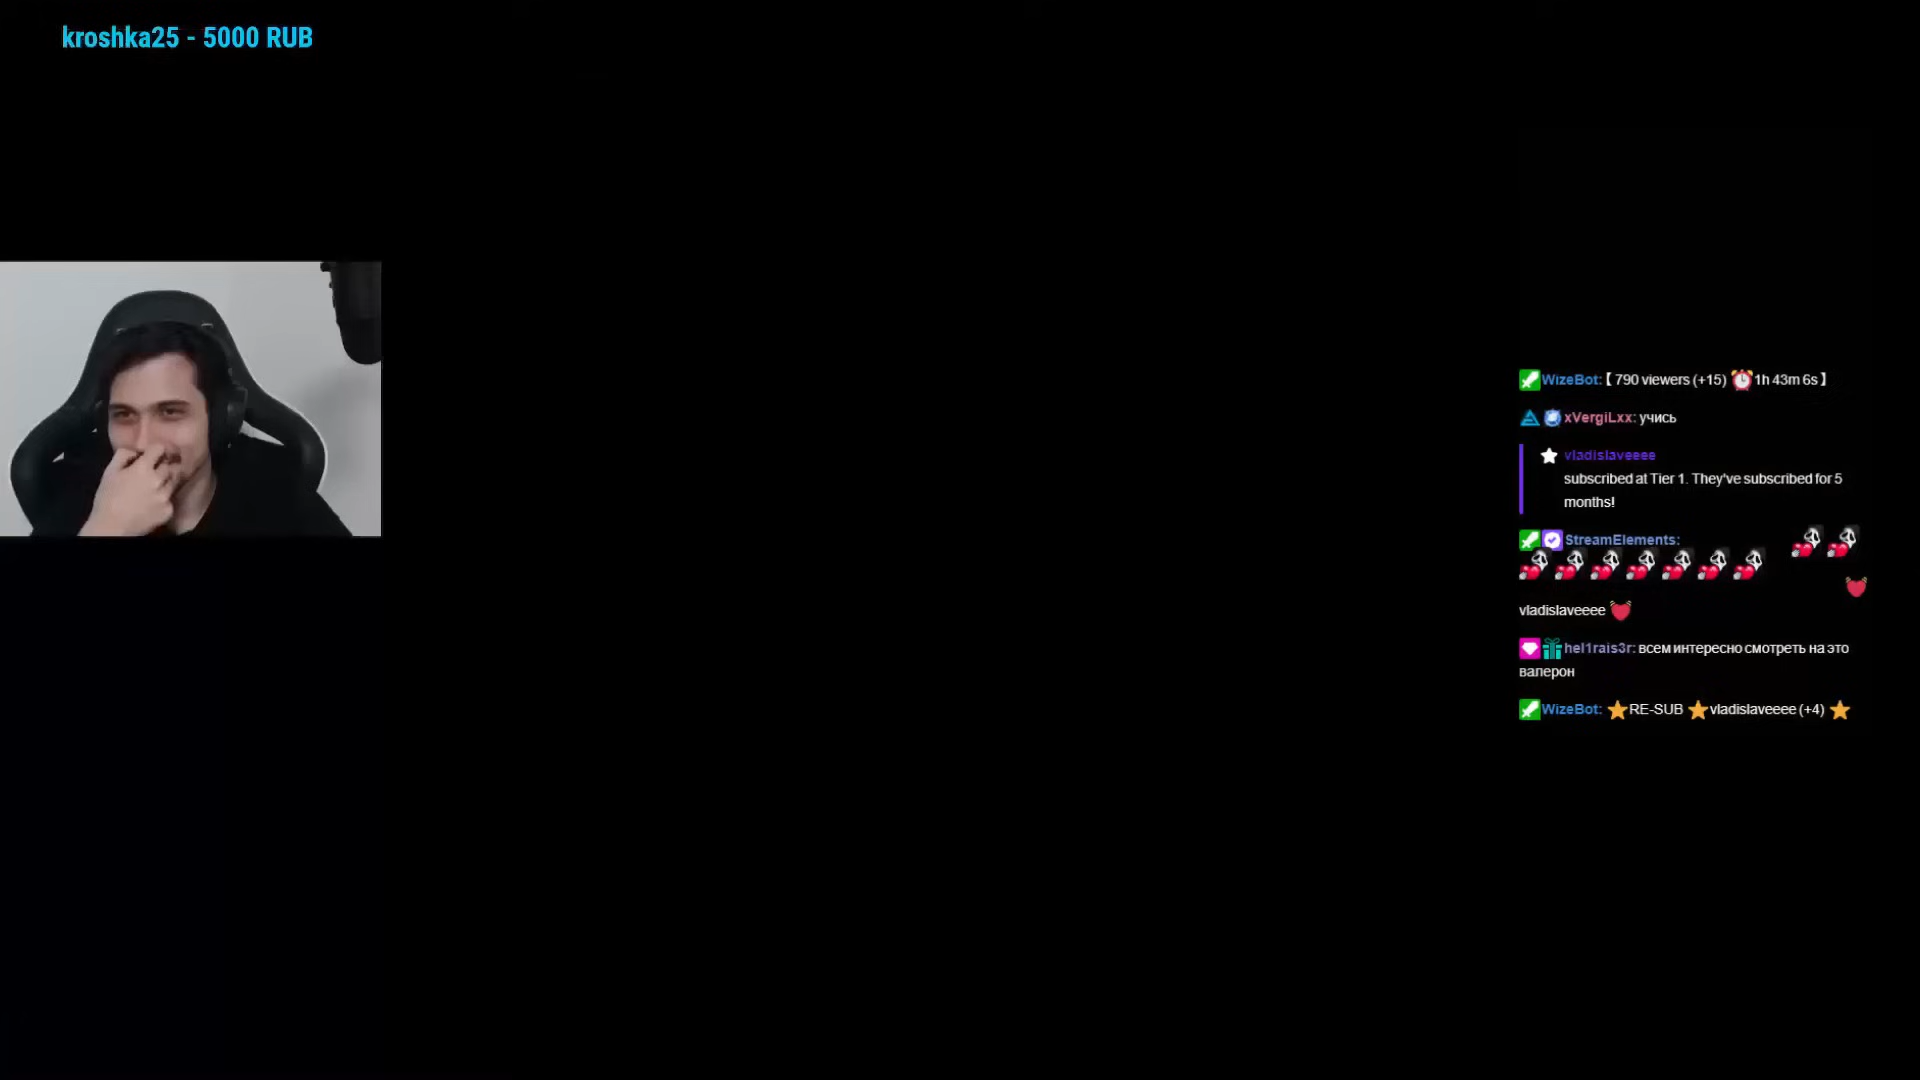 kroshka25 - 5000 RUB
WizeBot:【 790 viewers (+15) ⏰1h 43m 6s】
xVergiLxx: учись
vladislaveeee
subscribed at Tier 1. They've subscribed for 5
months!
StreamElements:
vladislaveeee
hel1rais3r: всем интересно смотреть на это
валерон
WizeBot: ⭐RE-SUB ⭐vladislaveeee (+4) ⭐